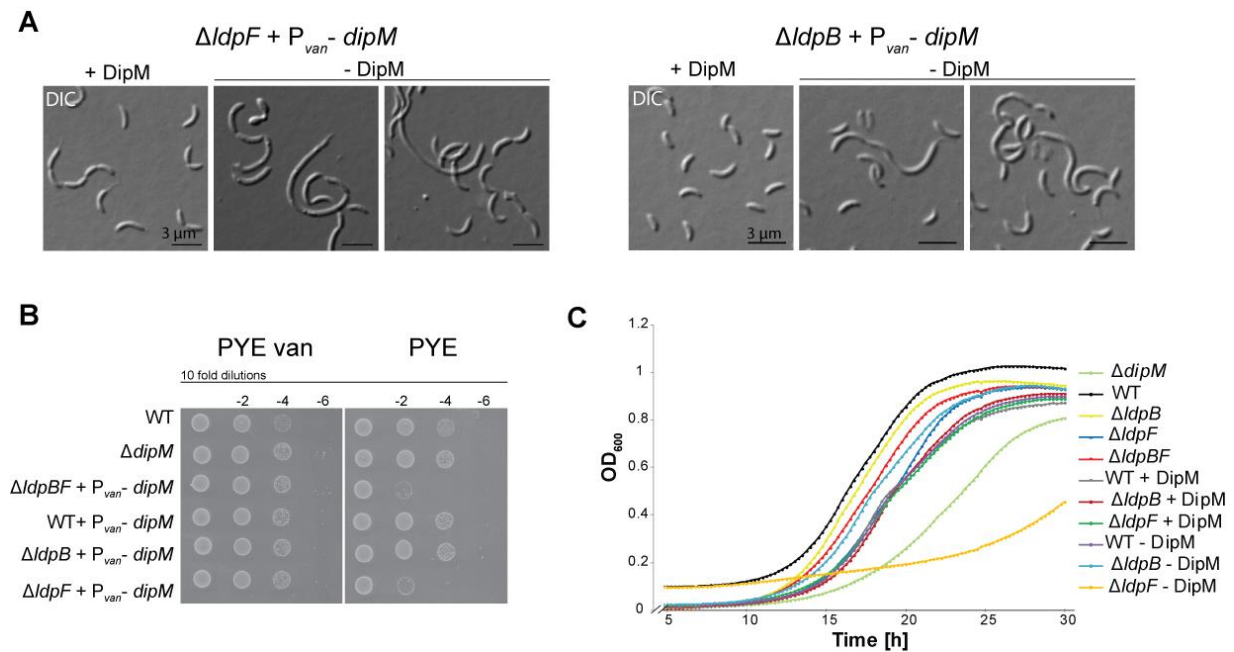 A
ΔldpF + Pvan- dipM
ΔldpB + Pvan- dipM
+ DipM
- DipM
+ DipM
- DipM
DIC
DIC
3 µm
3 µm
B
C
PYE van
PYE
10 fold dilutions
-2 -4 -6
-2 -4 -6
WT
ΔdipM
ΔldpBF + Pvan- dipM
WT+ Pvan- dipM
ΔldpB + Pvan- dipM
ΔldpF + Pvan- dipM
1.2
1
0.8
0.6
0.4
0.2
0
OD600
5 10 15 20 25 30
Time [h]
ΔdipM
WT
ΔldpB
ΔldpF
ΔldpBF
WT + DipM
ΔldpB + DipM
ΔldpF + DipM
WT - DipM
ΔldpB - DipM
ΔldpF - DipM